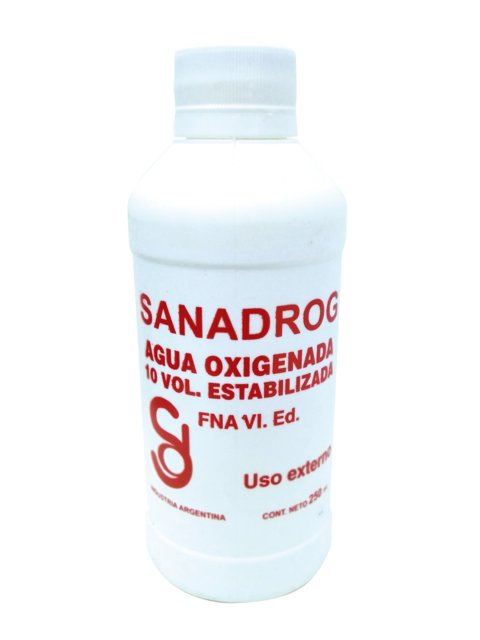 SANADROG
AGUA OXIGENADA
10 VOL. ESTABILIZADA
FNA VI. Ed.
Uso externo
INDUSTRIA ARGENTINA
CONT. NETO 250